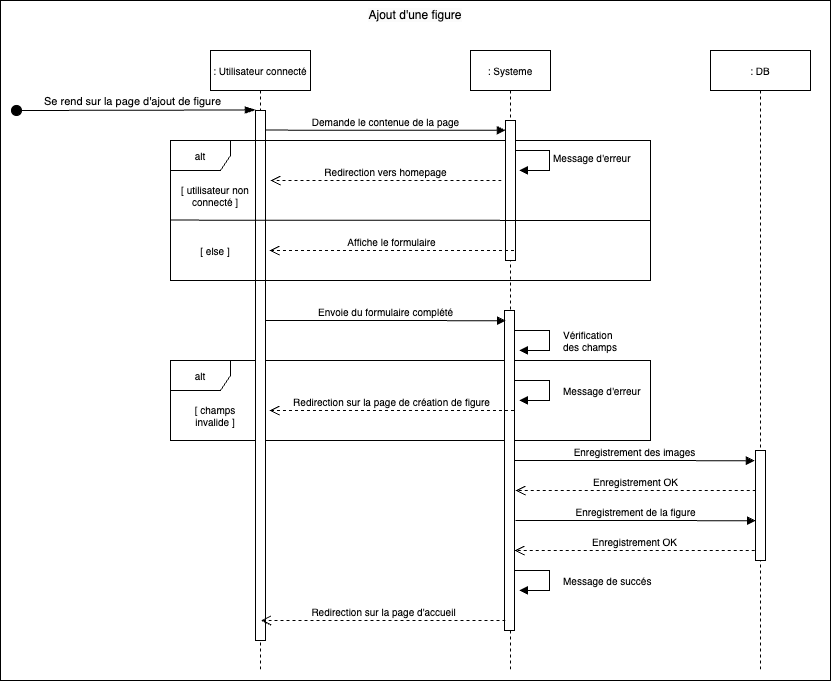 Ajout d'une figure
: Utilisateur connecté
: Systeme
: DB
Se rend sur la page d'ajout de figure
Demande le contenue de la page
alt
Message d'erreur
Redirection vers homepage
[ utilisateur non
connecté ]
Affiche le formulaire
[ else ]
Envoie du formulaire complété
Vérification
des champs
alt
Message d'erreur
Redirection sur la page de création de figure
[ champs
invalide ]
Enregistrement des images
Enregistrement OK
Enregistrement de la figure
Enregistrement OK
Message de succés
Redirection sur la page d'accueil